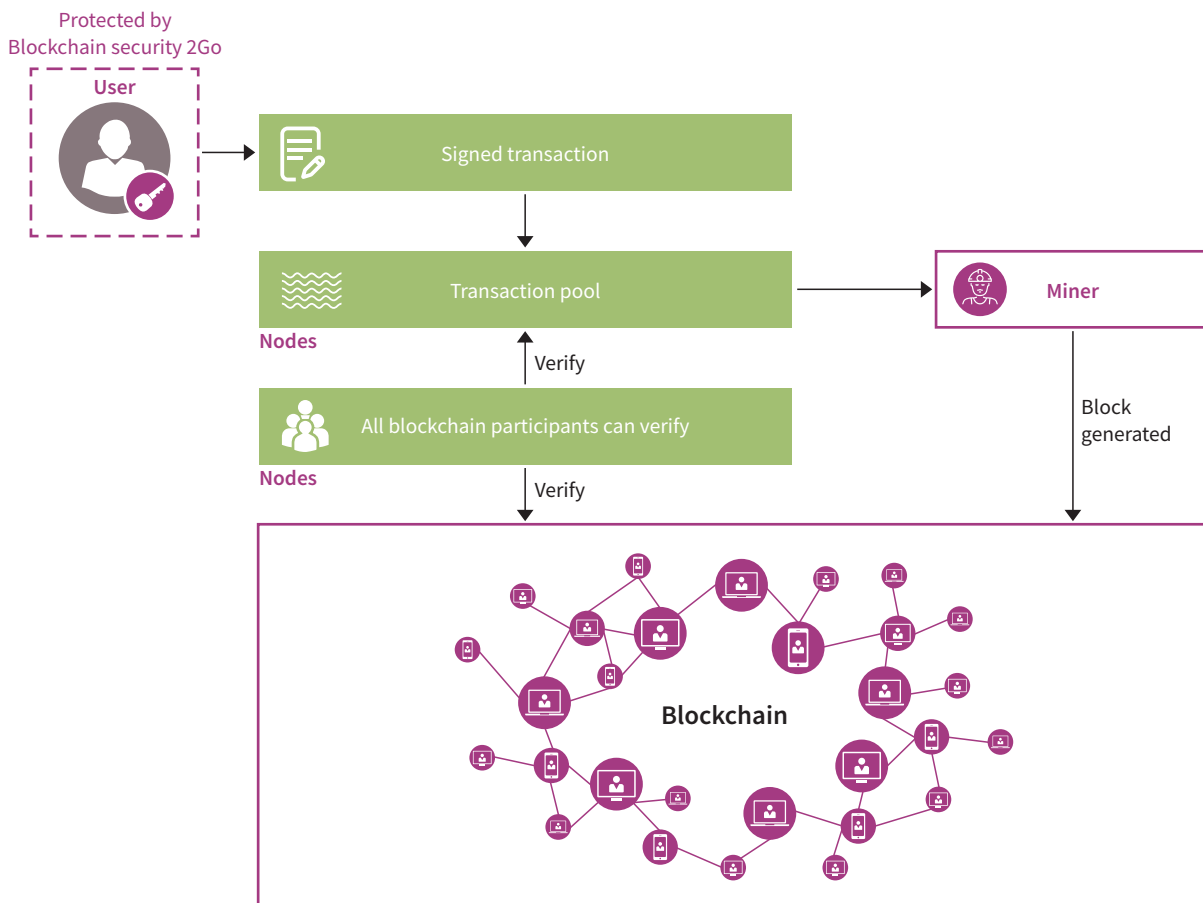 Protected by
Blockchain security 2Go
User
Signed transaction
Transaction pool
Miner
Nodes
Verify
All blockchain participants can verify
Block
generated
Nodes
Verify
Blockchain